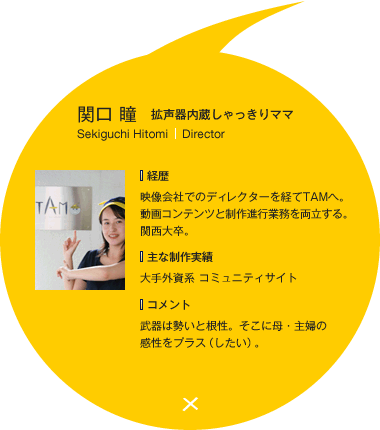 関口 瞳 拡声器内蔵しゃっきりママ
Sekiguchi Hitomi | Director
TAM
経歴
映像会社でのディレクターを経てTAMへ。
動画コンテンツと制作進行業務を両立する。
関西大卒。
主な制作実績
大手外資系 コミュニティサイト
コメント
武器は勢いと根性。そこに母・主婦の
感性をプラス（したい）。